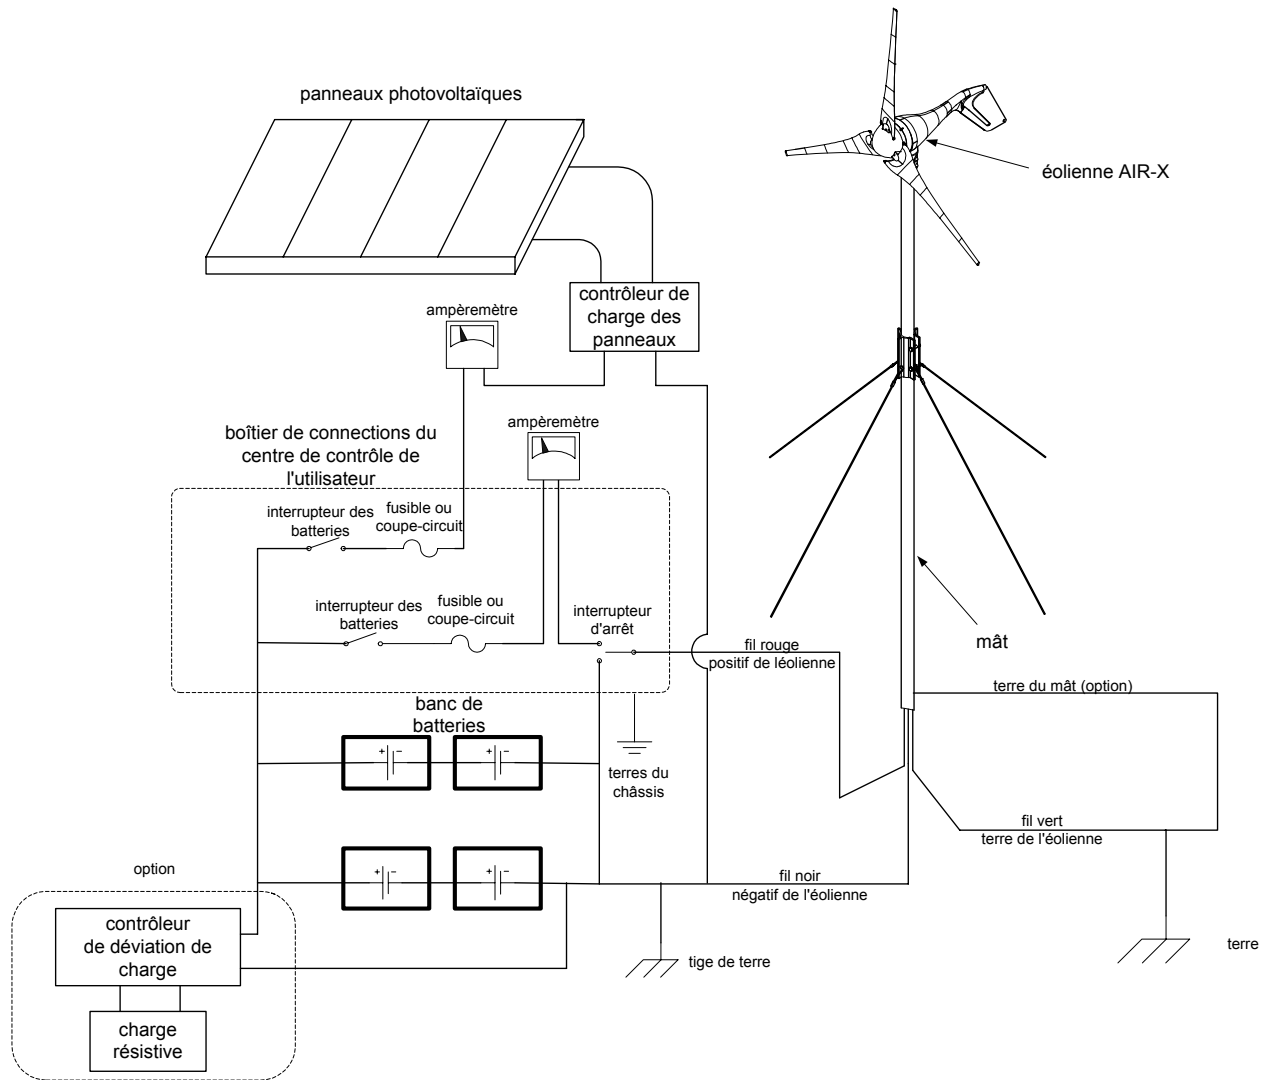 panneaux photovoltaïques
éolienne AIR-X
contrôleur de
charge des
panneaux
ampèremètre
ampèremètre
boîtier de connections du
centre de contrôle de
l'utilisateur
interrupteur des
batteries
fusible ou
coupe-circuit
interrupteur des
batteries
fusible ou
coupe-circuit
interrupteur
d'arrêt
fil rouge
positif de léolienne
mât
terre du mât (option)
banc de
batteries
+ −
+ −
terres du
châssis
fil vert
terre de l'éolienne
option
+ −
+ −
fil noir
négatif de l'éolienne
contrôleur
de déviation de
charge
tige de terre
terre
charge
résistive